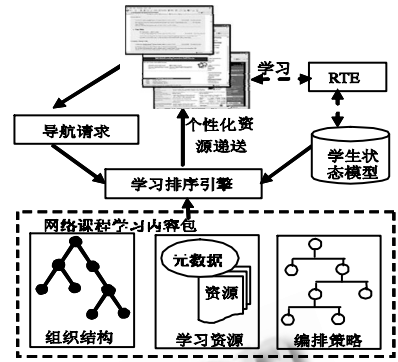 学习
RTE
导航请求
个性化资
源递送
学生状
态模型
学习排序引擎
网络课程学习内容包
元数据
资源
组织结构
学习资源
编排策略